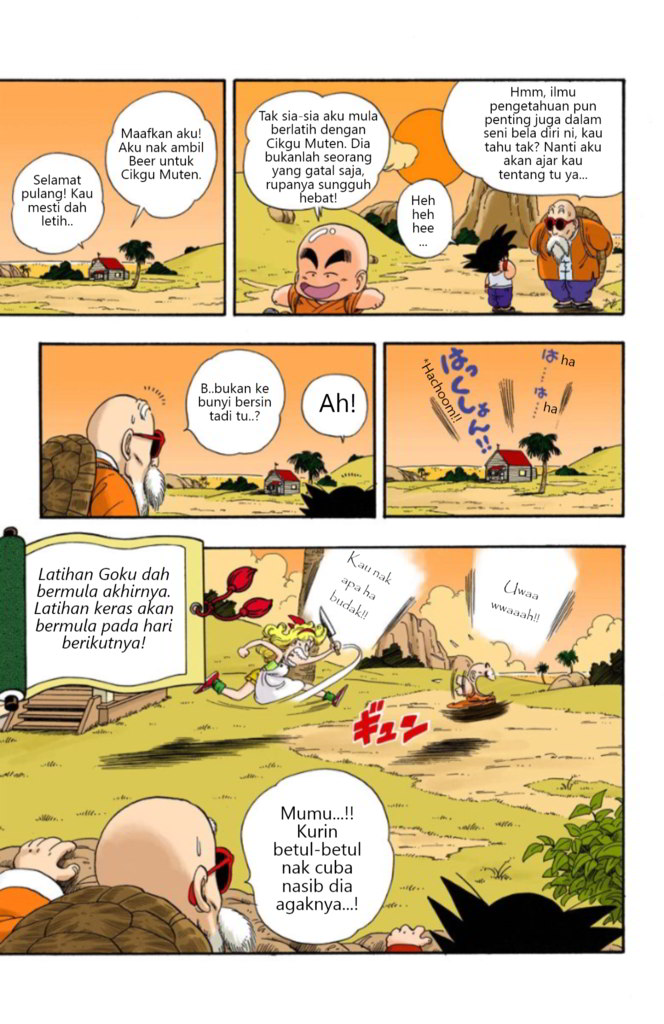 Hmm, ilmu
pengetahuan pun
penting juga dalam
seni bela diri ni, kau
tahu tak? Nanti aku
akan ajar kau
tentang tu ya...
Heh
heh
hee
...
Tak sia-sia aku mula
berlatih dengan
Cikgu Muten. Dia
bukanlah seorang
yang gatal saja,
rupanya sungguh
hebat!
Maafkan aku!
Aku nak ambil
Beer untuk
Cikgu Muten.
Selamat
pulang! Kau
mesti dah
letih..
は……は……
ha
ha
はっくしょん!!
*Hachoom!!
Ah!
B..bukan ke
bunyi bersin
tadi tu..?
Uwaa
wwaaah!!
Kau nak
apa ha
budak!!
ギュン
Latihan Goku dah
bermula akhirnya.
Latihan keras akan
bermula pada hari
berikutnya!
Mumu...!!
Kurin
betul-betul
nak cuba
nasib dia
agaknya...!